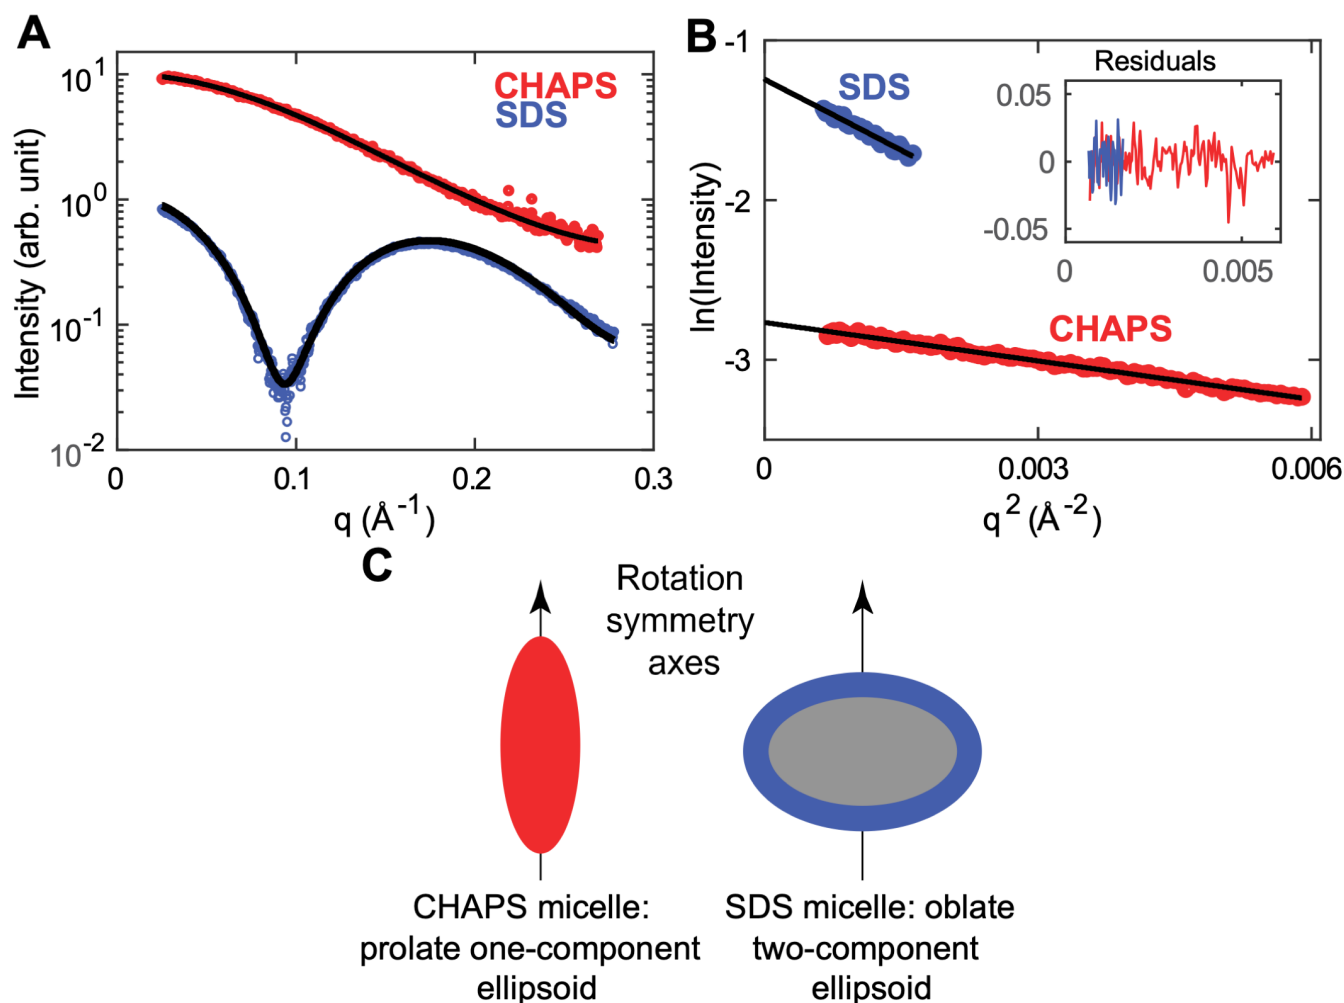 A
Intensity (arb. unit)
10^1
10^0
10^-1
10^-2
CHAPS
SDS
0
0.1
0.2
0.3
q (Å^-1)
B
ln(Intensity)
-1
-2
-3
SDS
CHAPS
Residuals
0.05
0
-0.05
0
0.005
0
0.003
0.006
q^2 (Å^-2)
C
Rotation
symmetry
axes
CHAPS micelle:
prolate one-component
ellipsoid
SDS micelle: oblate
two-component
ellipsoid